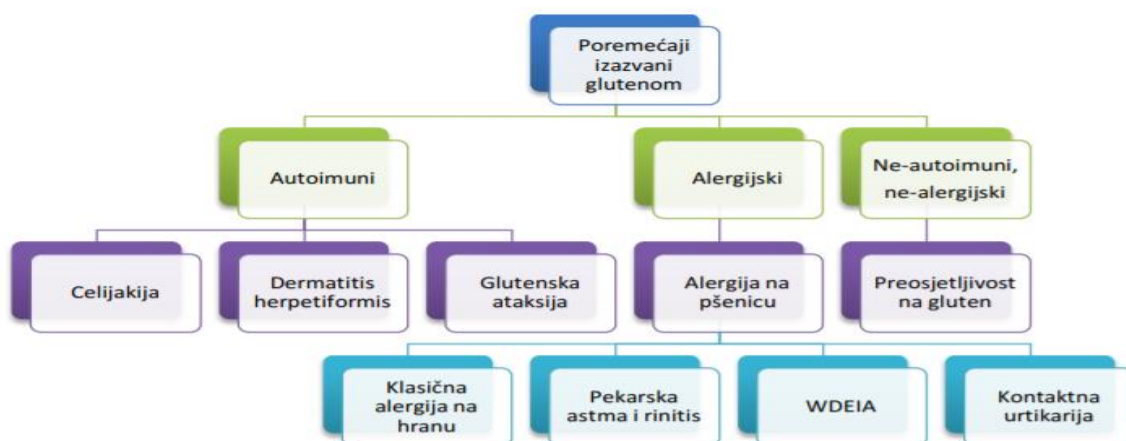 Poremećaji
izazvani
glutenom
Autoimuni
Alergijski
Ne-autoimuni,
ne-alergijski
Celijakija
Dermatitis
herpetiformis
Glutenska
ataksija
Alergija na
pšenicu
Preosjetljivost
na gluten
Klasična
alergija na
hranu
Pekarska
astma i rinitis
WDEIA
Kontaktna
urtikarija